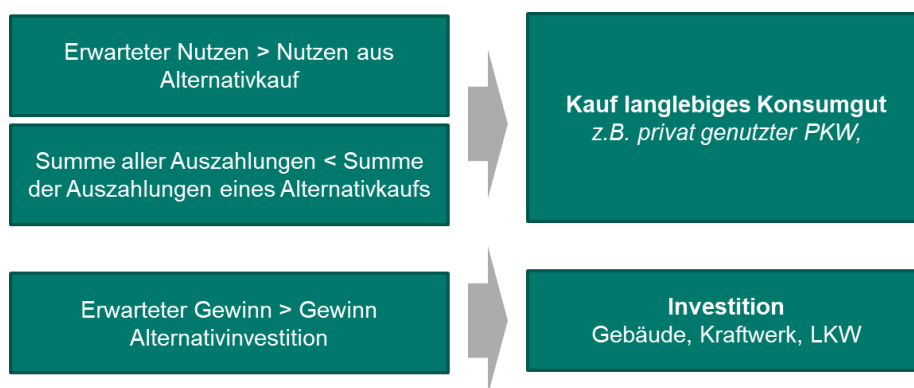 Erwarteter Nutzen > Nutzen aus
Alternativkauf
Summe aller Auszahlungen < Summe
der Auszahlungen eines Alternativkaufs
Kauf langlebiges Konsumgut
z.B. privat genutzter PKW,
Erwarteter Gewinn > Gewinn
Alternativinvestition
Investition
Gebäude, Kraftwerk, LKW